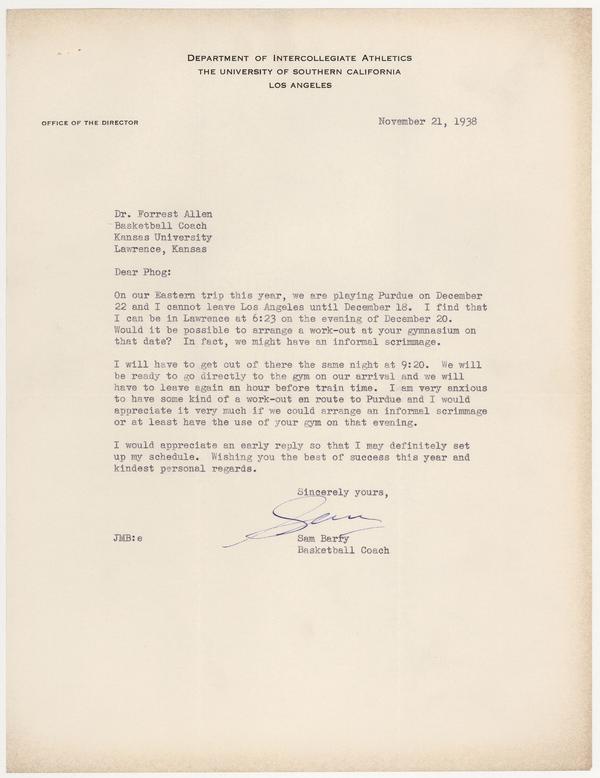 DEPARTMENT OF INTERCOLLEGIATE ATHLETICS
THE UNIVERSITY OF SOUTHERN CALIFORNIA
LOS ANGELES
OFFICE OF THE DIRECTOR
November 21, 1938
Dr. Forrest Allen
Basketball Coach
Kansas University
Lawrence, Kansas
Dear Phog:
On our Eastern trip this year, we are playing Purdue on December
22 and I cannot leave Los Angeles until December 18. I find that
I can be in Lawrence at 6:23 on the evening of December 20.
Would it be possible to arrange a work-out at your gymnasium on
that date? In fact, we might have an informal scrimmage.
I will have to get out of there the same night at 9:20. We will
be ready to go directly to the gym on our arrival and we will
have to leave again an hour before train time. I am very anxious
to have some kind of a work-out en route to Purdue and I would
appreciate it very much if we could arrange an informal scrimmage
or at least have the use of your gym on that evening.
I would appreciate an early reply so that I may definitely set
up my schedule. Wishing you the best of success this year and
kindest personal regards.
Sincerely yours,
Sam
JMB:e
Sam Barry
Basketball Coach